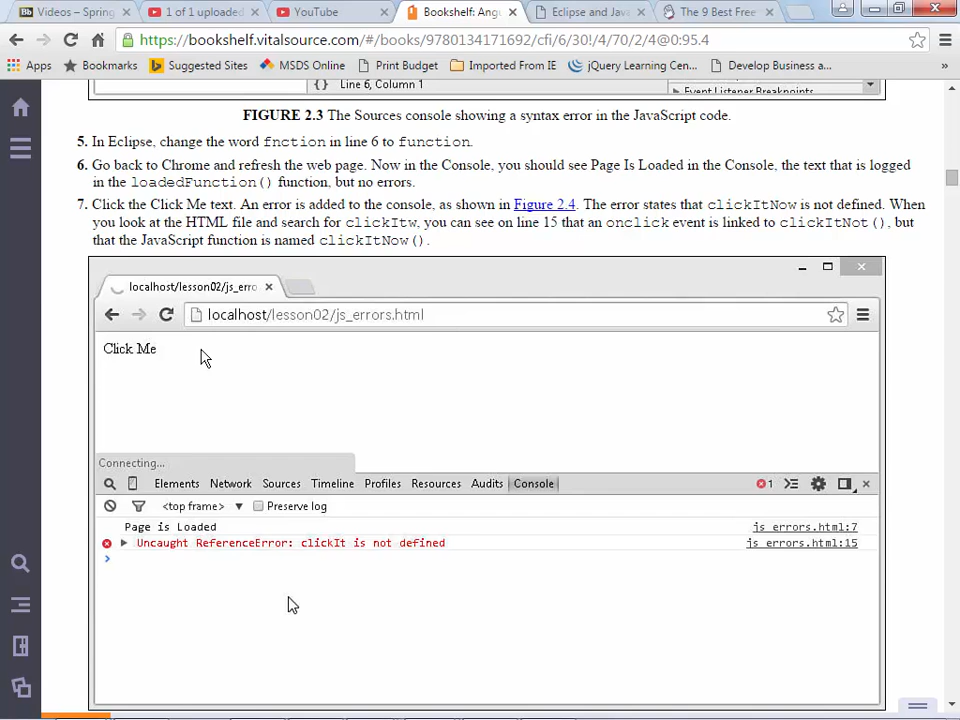 Videos – Spring
1 of 1 uploaded
YouTube
Bookshelf: Angu
Eclipse and Java
The 9 Best Free
https://bookshelf.vitalsource.com/#/books/9780134171692/cfi/6/30!/4/70/2/4@0:95.4
Apps Bookmarks Suggested Sites MSDS Online Print Budget Imported From IE jQuery Learning Cen... Develop Business a... »
{} Line 6, Column 1
Event Listener Breakpoints
FIGURE 2.3 The Sources console showing a syntax error in the JavaScript code.
5. In Eclipse, change the word fnction in line 6 to function.
6. Go back to Chrome and refresh the web page. Now in the Console, you should see Page Is Loaded in the Console, the text that is logged
in the loadedFunction() function, but no errors.
7. Click the Click Me text. An error is added to the console, as shown in Figure 2.4. The error states that clickItNow is not defined. When
you look at the HTML file and search for clickItw, you can see on line 15 that an onclick event is linked to clickItNot(), but
that the JavaScript function is named clickItNow().
localhost/lesson02/js_erro
localhost/lesson02/js_errors.html
Click Me
Connecting...
Elements Network Sources Timeline Profiles Resources Audits Console 1
<top frame> Preserve log
Page is Loaded js_errors.html:7
Uncaught ReferenceError: clickIt is not defined js_errors.html:15